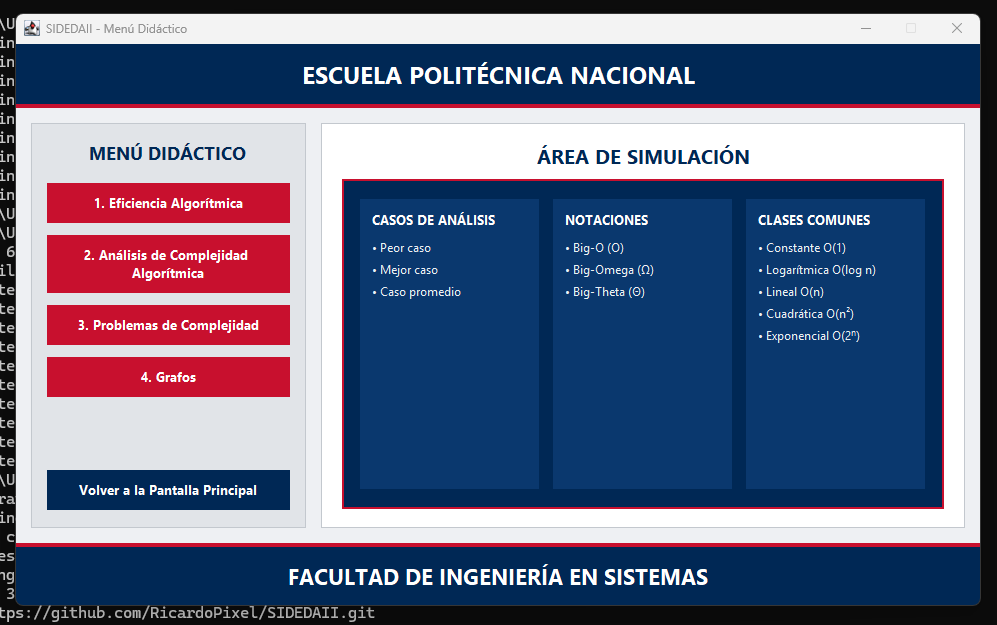 SIDEDAII - Menú Didáctico
ESCUELA POLITÉCNICA NACIONAL
MENÚ DIDÁCTICO
1. Eficiencia Algorítmica
2. Análisis de Complejidad
Algorítmica
3. Problemas de Complejidad
4. Grafos
Volver a la Pantalla Principal
ÁREA DE SIMULACIÓN
CASOS DE ANÁLISIS
• Peor caso
• Mejor caso
• Caso promedio
NOTACIONES
• Big-O (O)
• Big-Omega (Ω)
• Big-Theta (Θ)
CLASES COMUNES
• Constante O(1)
• Logarítmica O(log n)
• Lineal O(n)
• Cuadrática O(n²)
• Exponencial O(2ⁿ)
FACULTAD DE INGENIERÍA EN SISTEMAS
tps://github.com/RicardoPixel/SIDEDAII.git